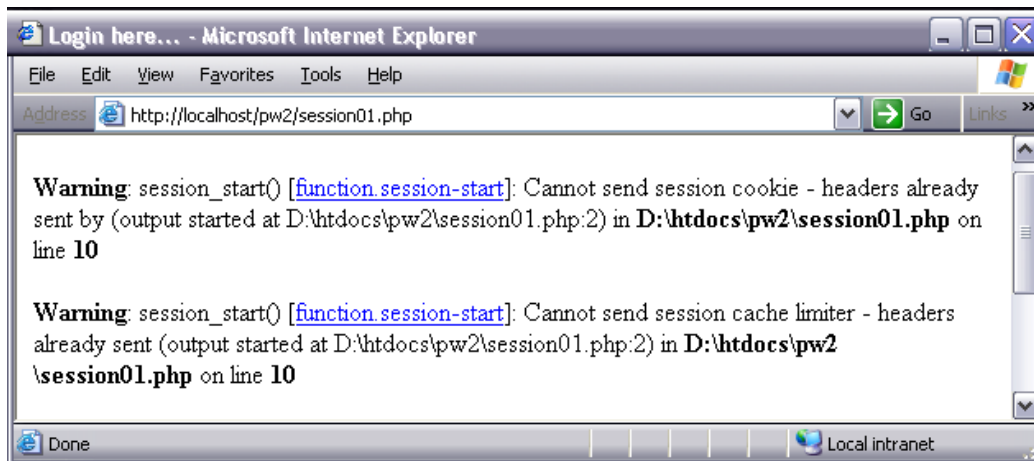 Login here... - Microsoft Internet Explorer
File Edit View Favorites Tools Help
Address http://localhost/pw2/session01.php Go Links »
Warning: session_start() [function.session-start]: Cannot send session cookie - headers already
sent by (output started at D:\htdocs\pw2\session01.php:2) in D:\htdocs\pw2\session01.php on
line 10
Warning: session_start() [function.session-start]: Cannot send session cache limiter - headers
already sent (output started at D:\htdocs\pw2\session01.php:2) in D:\htdocs\pw2
\session01.php on line 10
Done Local intranet